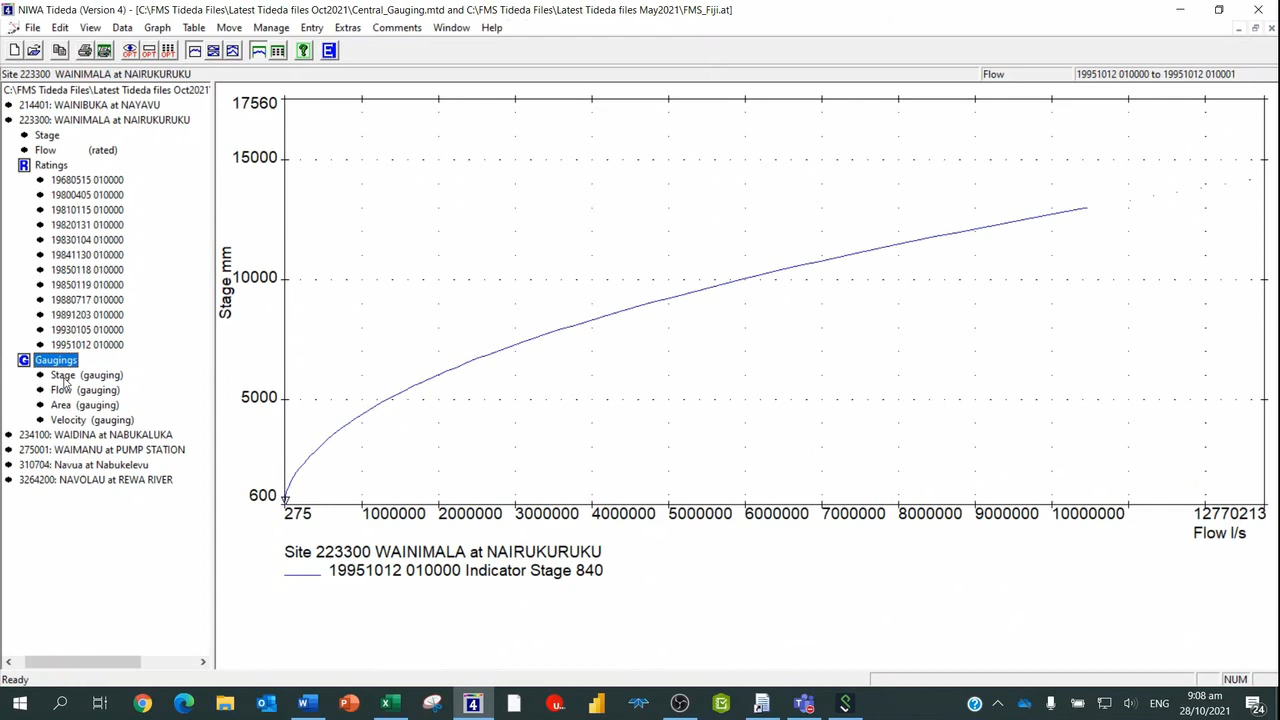 NIWA Tideda (Version 4) - [C:\FMS Tideda Files\Latest Tideda files Oct2021\Central_Gauging.mtd and C:\FMS Tideda Files\Latest Tideda files May2021\FMS_Fiji.at]
File Edit View Data Graph Table Move Manage Entry Extras Comments Window Help
OPT OPT OPT ? E
Site 223300 WAINIMALA at NAIRUKURUKU Flow 19951012 010000 to 19951012 010001
C:\FMS Tideda Files\Latest Tideda files Oct2021\
214401: WAINIBUKA at NAYAVU
223300: WAINIMALA at NAIRUKURUKU
Stage
Flow (rated)
R Ratings
19680515 010000
19800405 010000
19810115 010000
19820131 010000
19830104 010000
19841130 010000
19850118 010000
19850119 010000
19880717 010000
19891203 010000
19930105 010000
19951012 010000
G Gaugings
Stage (gauging)
Flow (gauging)
Area (gauging)
Velocity (gauging)
234100: WAIDINA at NABUKALUKA
275001: WAIMANU at PUMP STATION
310704: Navua at Nabukelevu
3264200: NAVOLAU at REWA RIVER
17560
15000
10000
5000
600
Stage mm
275 1000000 2000000 3000000 4000000 5000000 6000000 7000000 8000000 9000000 10000000 12770213
Flow l/s
Site 223300 WAINIMALA at NAIRUKURUKU
19951012 010000 Indicator Stage 840
Ready NUM
4 ENG 9:08 am
28/10/2021 24